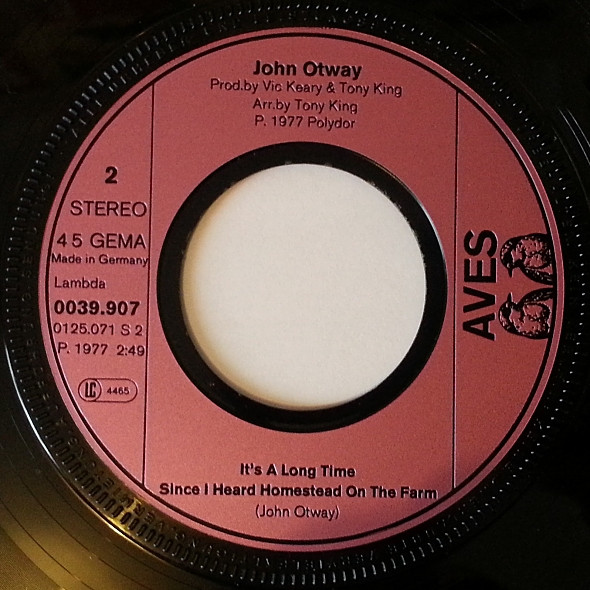 John Otway
Prod.by Vic Keary & Tony King
Arr.by Tony King
P. 1977 Polydor
2
STEREO
45 GEMA
Made in Germany
Lambda
0039.907
0125.071 S 2
P. 1977 2:49
LC 4465
AVES
It's A Long Time
Since I Heard Homestead On The Farm
(John Otway)